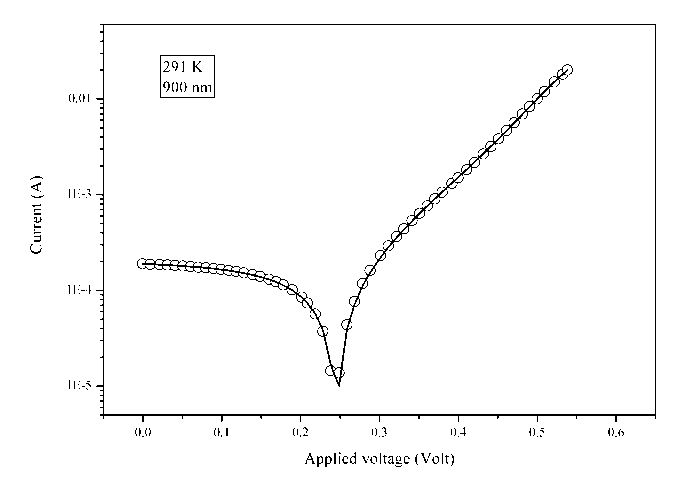 291 K
900 nm
0,01
1E-3
1E-4
1E-5
Current (A)
0,0 0,1 0,2 0,3 0,4 0,5 0,6
Applied voltage (Volt)